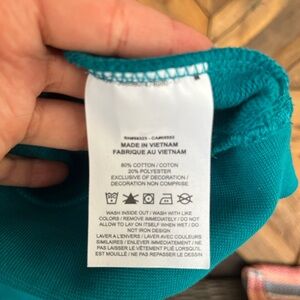 MADE IN VIETNAM
FABRIQUE AU VIETNAM
80% COTTON / COTON
20% POLYESTER
EXCLUSIVE OF DECORATION /
DECORATION NON COMPRISE
WASH INSIDE OUT / WASH WITH LIKE
COLORS / REMOVE IMMEDIATELY / DO NOT
ALLOW TO LAY ON ITSELF WHEN WET / DO
NOT IRON DESIGN
LAVER A L'ENVERS / LAVER AVEC COULEURS
SIMILAIRES / ENLEVER IMMEDIATEMENT / NE
PAS LAISSER LE VÊTEMENT PLIÉ S'IL EST
EST MOUILLÉ / NE PAS REPASSER LE DESSIN